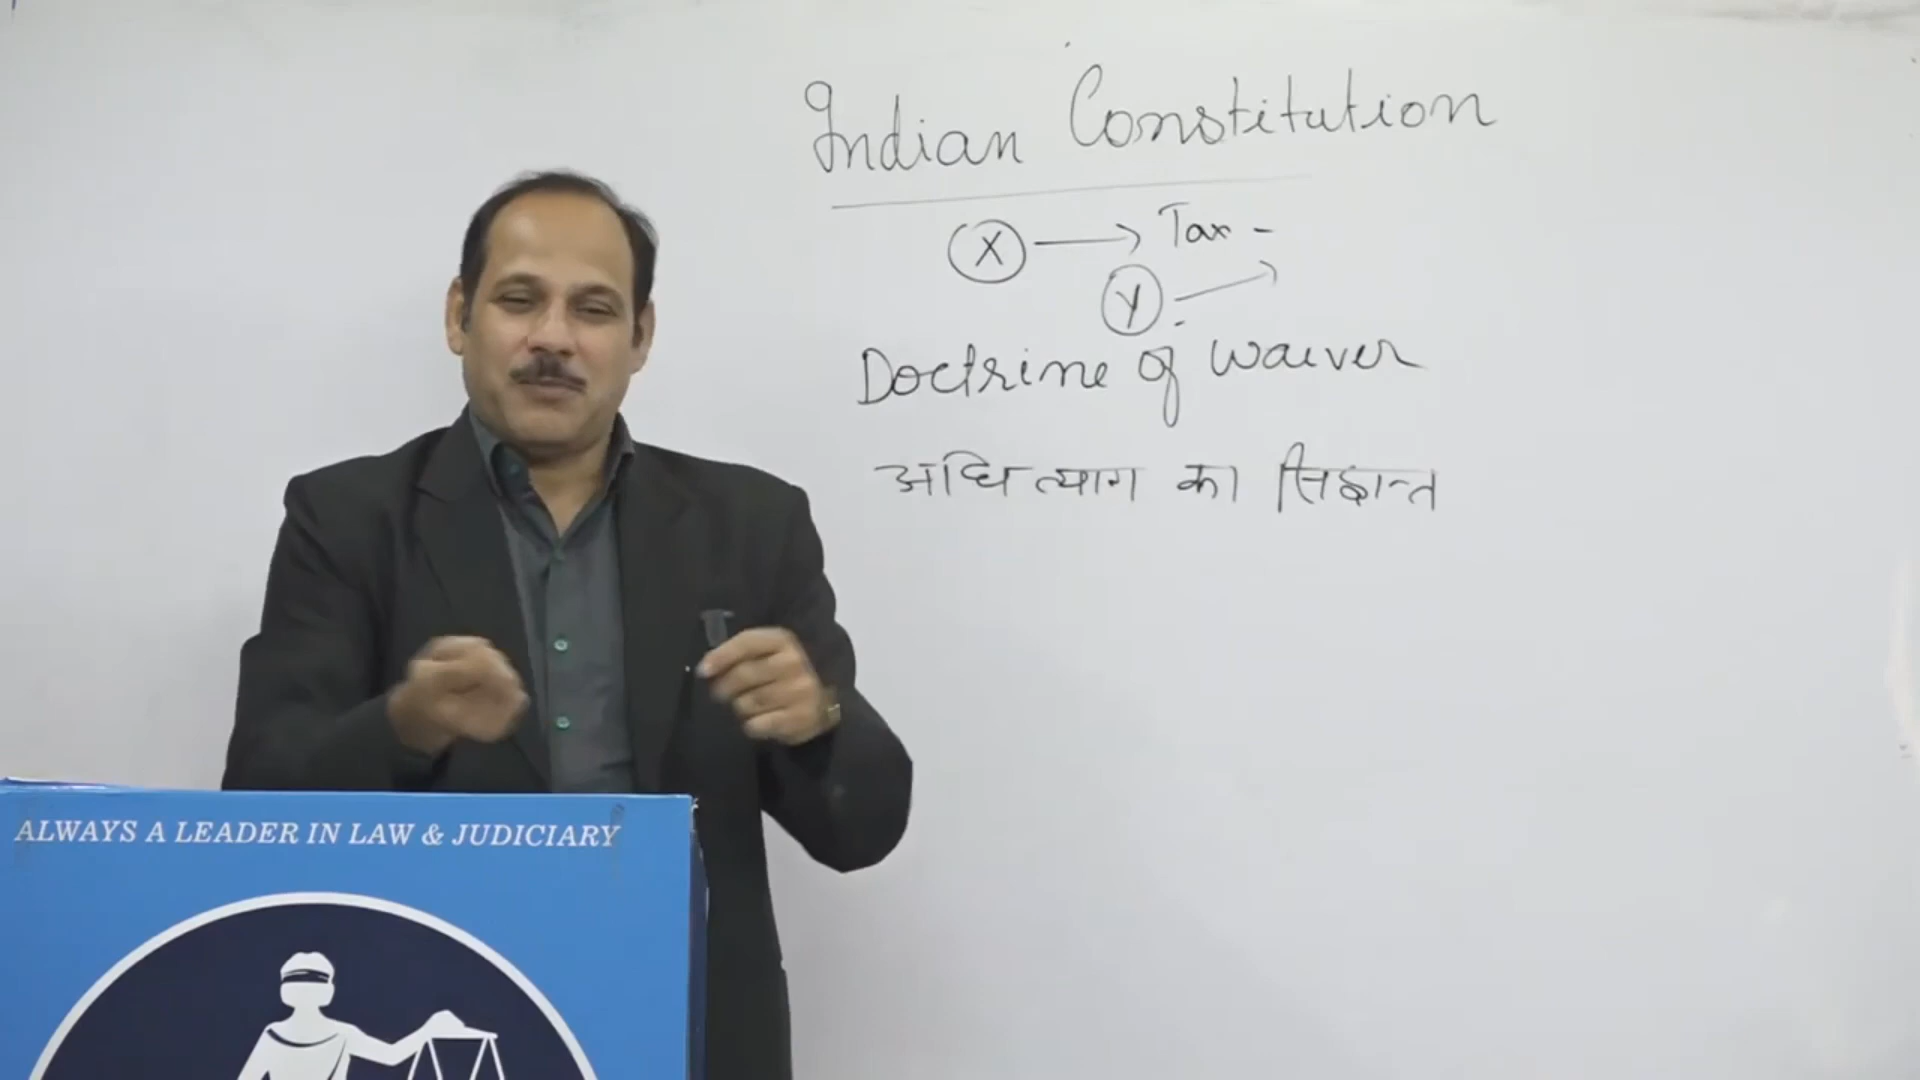 Indian Constitution
X → Tax -
Y →
Doctrine of waiver
अधित्याग का सिद्धान्त
ALWAYS A LEADER IN LAW & JUDICIARY